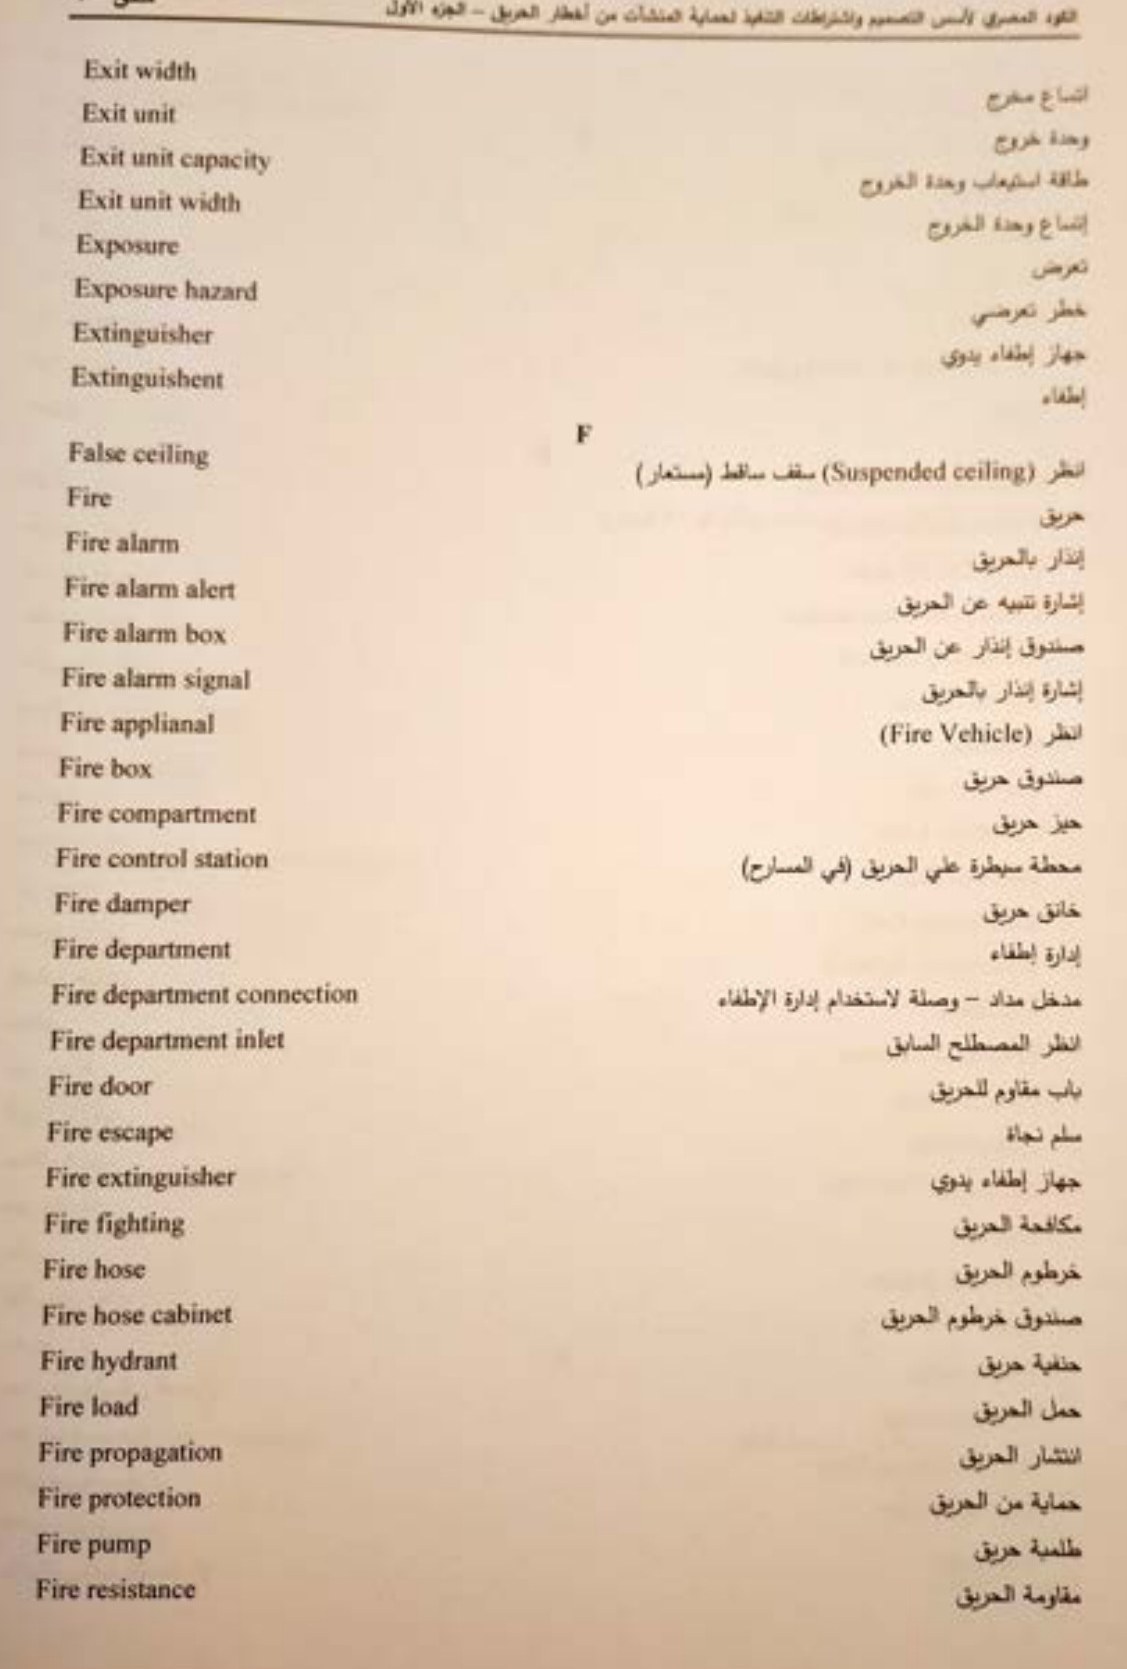 الكود المصري لأسس التصميم واشتراطات التنفيذ لحماية المنشآت من أخطار الحريق – الجزء الأول
Exit width اتساع مخرج
Exit unit وحدة خروج
Exit unit capacity طاقة استيعاب وحدة الخروج
Exit unit width إتساع وحدة الخروج
Exposure تعرض
Exposure hazard خطر تعرضي
Extinguisher جهاز إطفاء يدوي
Extinguishent إطفاء
F
False ceiling انظر (Suspended ceiling) سقف ساقط (مستعار)
Fire حريق
Fire alarm إنذار بالحريق
Fire alarm alert إشارة تنبيه عن الحريق
Fire alarm box صندوق إنذار عن الحريق
Fire alarm signal إشارة إنذار بالحريق
Fire applianal انظر (Fire Vehicle)
Fire box صندوق حريق
Fire compartment حيز حريق
Fire control station محطة سيطرة علي الحريق (في المسارح)
Fire damper خانق حريق
Fire department إدارة إطفاء
Fire department connection مدخل مداد – وصلة لاستخدام إدارة الإطفاء
Fire department inlet انظر المصطلح السابق
Fire door باب مقاوم للحريق
Fire escape سلم نجاة
Fire extinguisher جهاز إطفاء يدوي
Fire fighting مكافحة الحريق
Fire hose خرطوم الحريق
Fire hose cabinet صندوق خرطوم الحريق
Fire hydrant حنفية حريق
Fire load حمل الحريق
Fire propagation انتشار الحريق
Fire protection حماية من الحريق
Fire pump طلمبة حريق
Fire resistance مقاومة الحريق